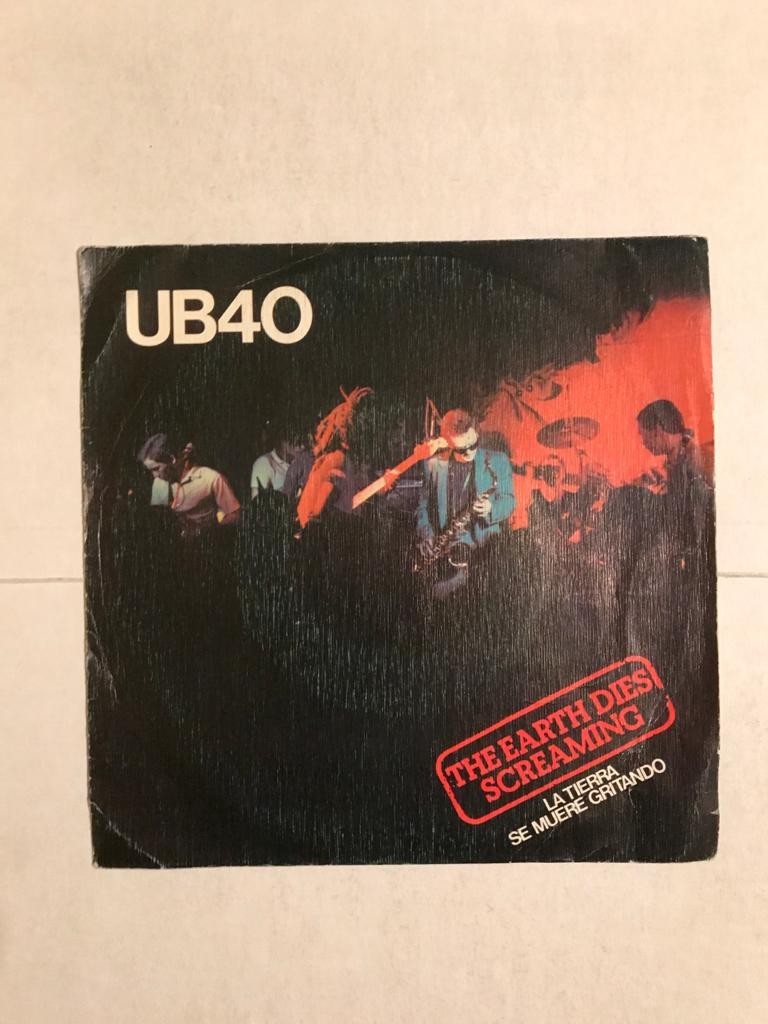 UB40
THE EARTH DIES
SCREAMING
LA TIERRA
SE MUERE GRITANDO